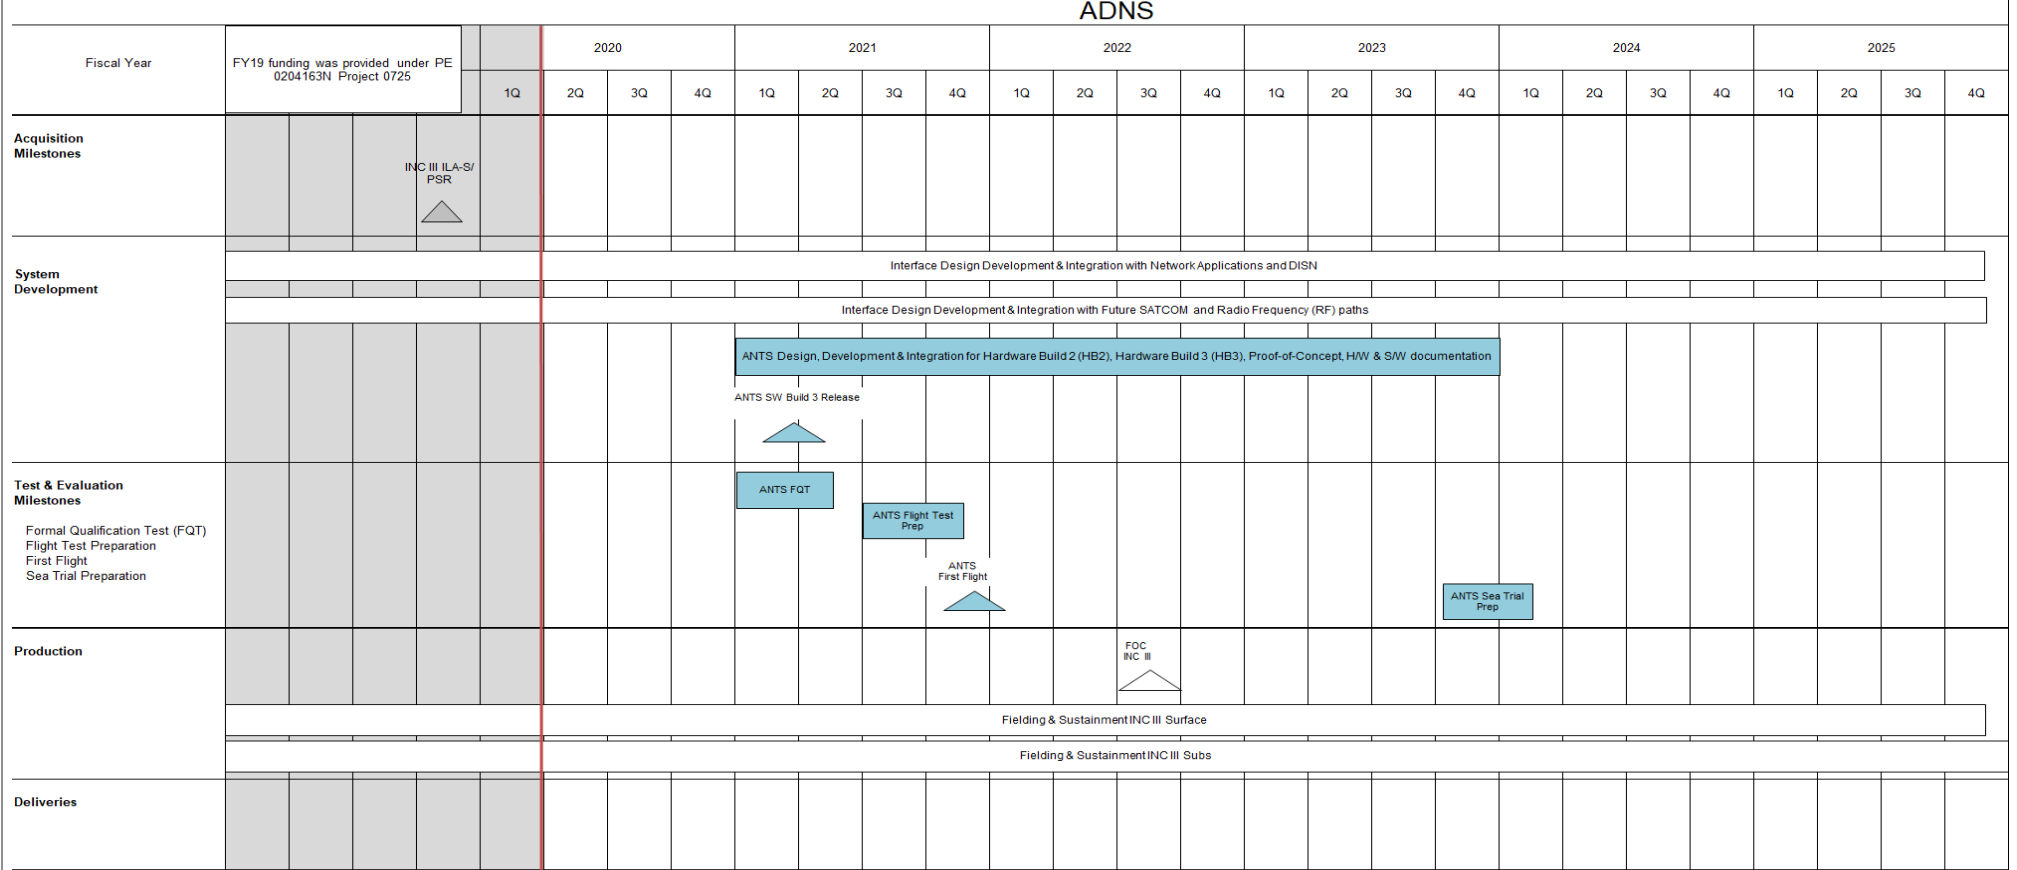 ADNS
Fiscal Year
FY19 funding was provided under PE
0204163N Project 0725
2020
2021
2022
2023
2024
2025
1Q
2Q
3Q
4Q
1Q
2Q
3Q
4Q
1Q
2Q
3Q
4Q
1Q
2Q
3Q
4Q
1Q
2Q
3Q
4Q
1Q
2Q
3Q
4Q
Acquisition
Milestones
INC III ILA-S/
PSR
System
Development
Interface Design Development & Integration with Network Applications and DISN
Interface Design Development & Integration with Future SATCOM and Radio Frequency (RF) paths
ANTS Design, Development & Integration for Hardware Build 2 (HB2), Hardware Build 3 (HB3), Proof-of-Concept, H/W & S/W documentation
ANTS SW Build 3 Release
Test & Evaluation
Milestones
Formal Qualification Test (FQT)
Flight Test Preparation
First Flight
Sea Trial Preparation
ANTS FQT
ANTS Flight Test
Prep
ANTS
First Flight
ANTS Sea Trial
Prep
Production
FOC
INC III
Fielding & Sustainment INC III Surface
Fielding & Sustainment INC III Subs
Deliveries